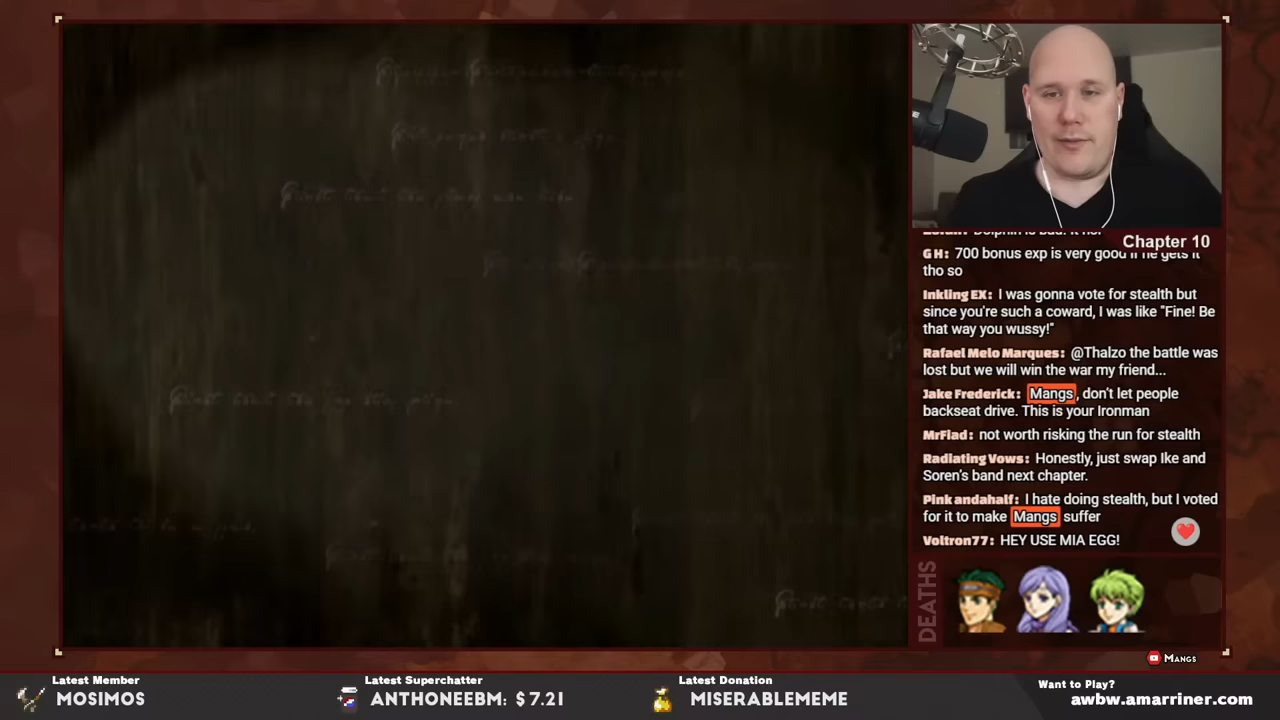 Chapter 10
GH: 700 bonus exp is very good if he gets it
tho so
Inkling EX: I was gonna vote for stealth but
since you're such a coward, I was like "Fine! Be
that way you wussy!"
Rafael Melo Marques: @Thalzo the battle was
lost but we will win the war my friend...
Jake Frederick: Mangs, don't let people
backseat drive. This is your Ironman
MrFiad: not worth risking the run for stealth
Radiating Vows: Honestly, just swap Ike and
Soren's band next chapter.
Pink andahalf: I hate doing stealth, but I voted
for it to make Mangs suffer
Voltron77: HEY USE MIA EGG!
DEATHS
Mangs
Latest Member
MOSIMOS
Latest Superchatter
ANTHONEEBM: $7.21
Latest Donation
MISERABLEMEME
Want to Play?
awbw.amarriner.com